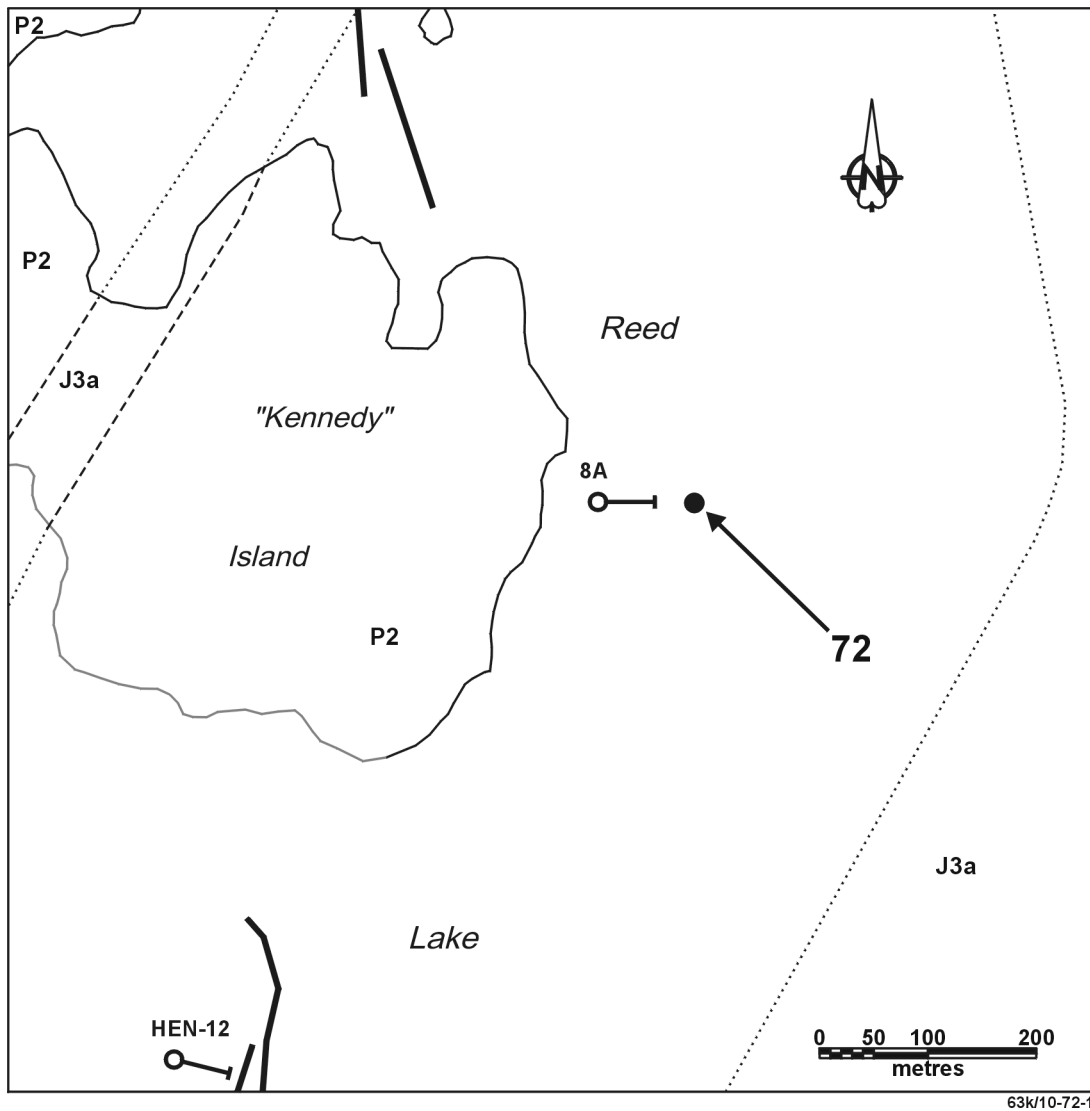 P2
N
P2
Reed
J3a
"Kennedy"
8A
Island
P2
72
J3a
Lake
HEN-12
0 50 100 200
metres
63k/10-72-1